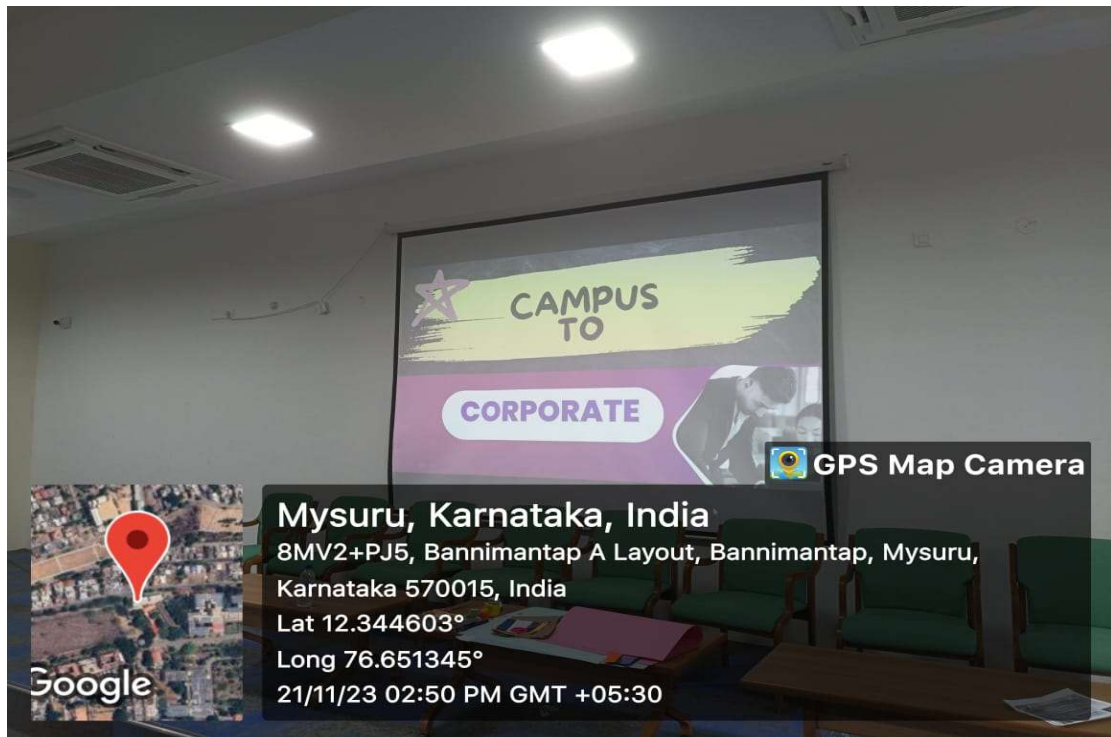 CAMPUS
TO
CORPORATE
GPS Map Camera
Mysuru, Karnataka, India
8MV2+PJ5, Bannimantap A Layout, Bannimantap, Mysuru,
Karnataka 570015, India
Lat 12.344603°
Long 76.651345°
21/11/23 02:50 PM GMT +05:30
Google